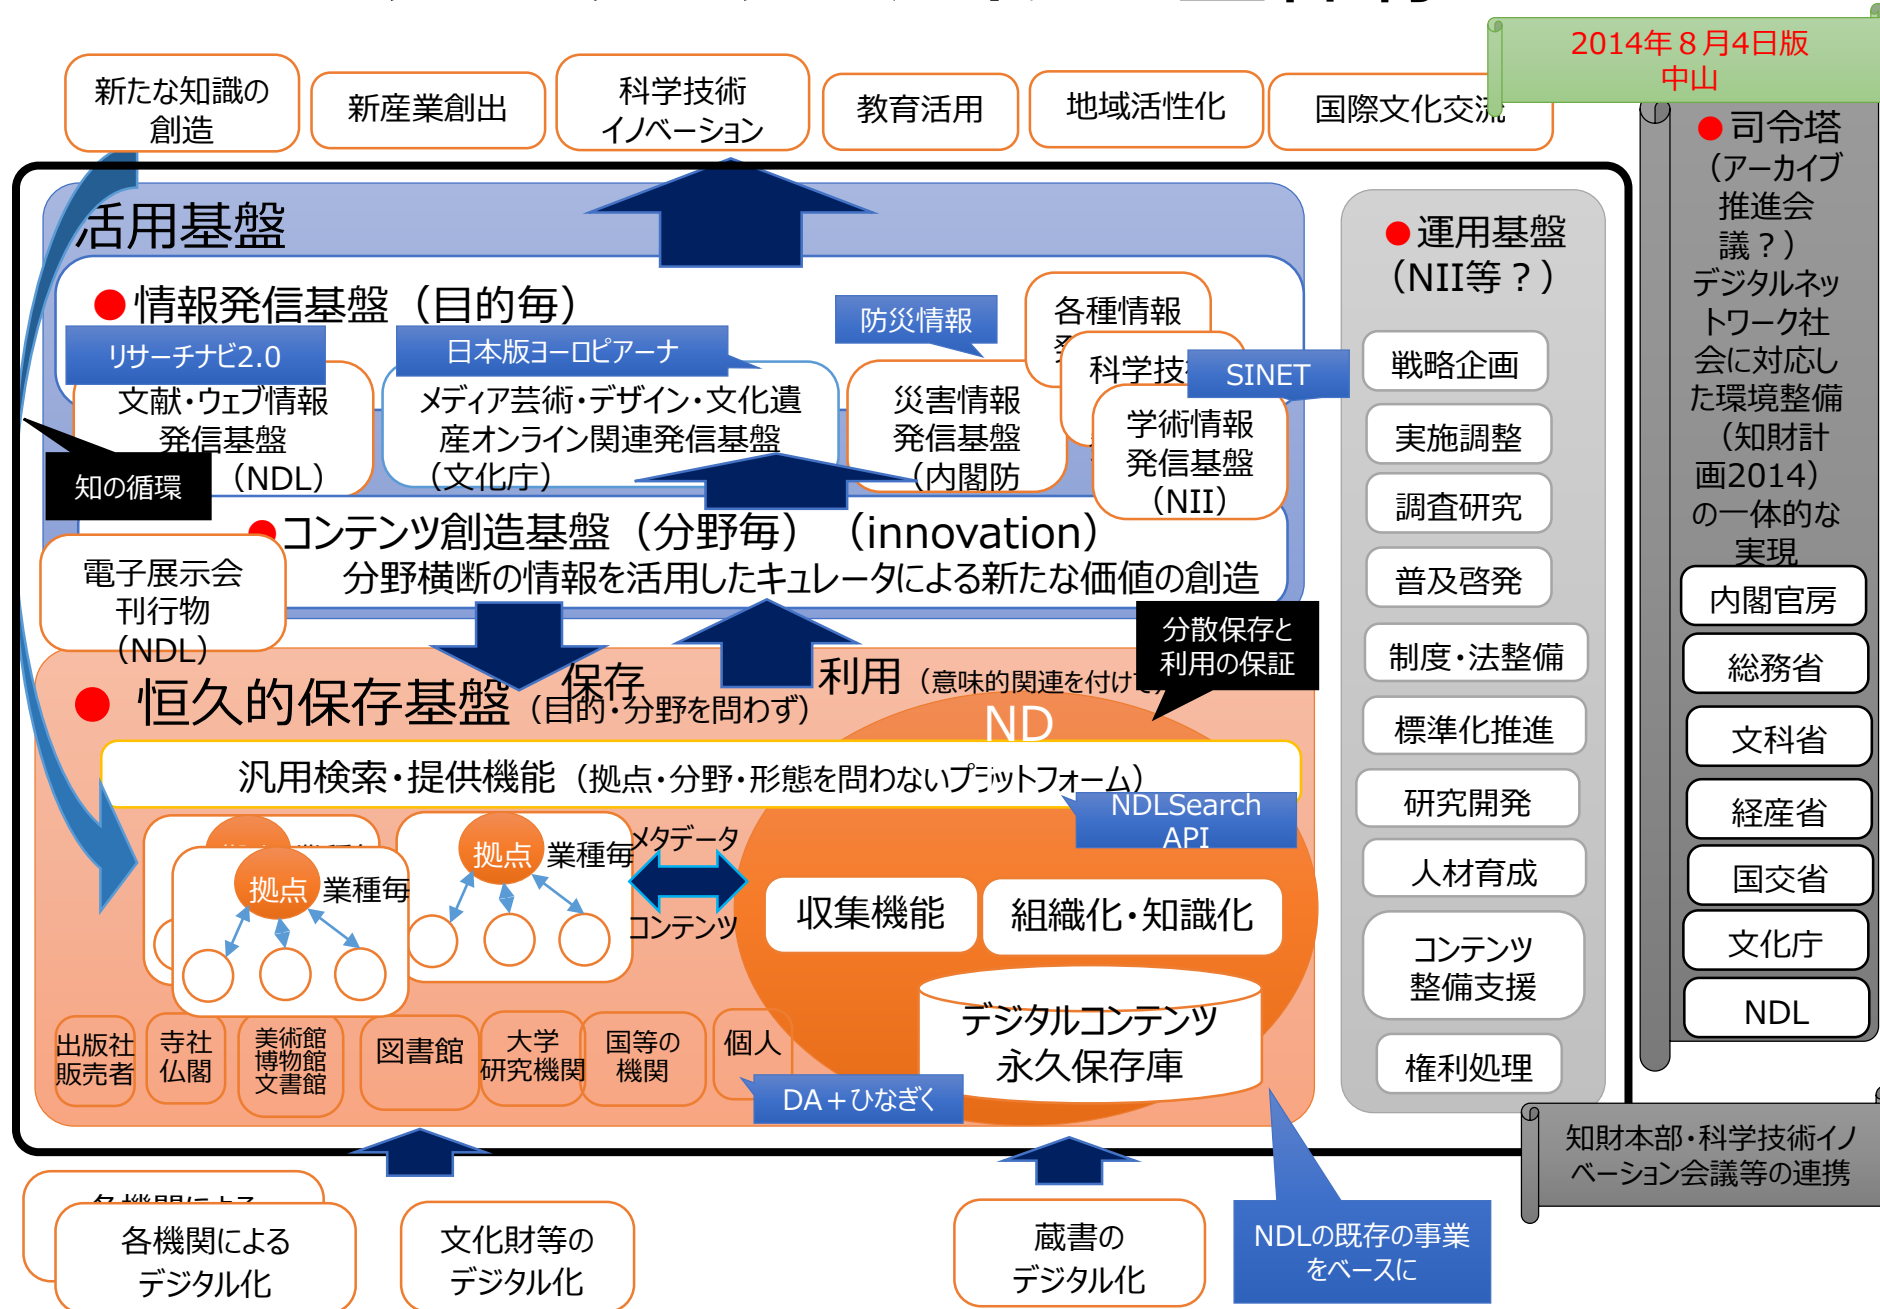 2014年８月4日版
中山
新たな知識の
創造
新産業創出
科学技術
イノベーション
教育活用
地域活性化
国際文化交流
●司令塔
（アーカイブ
推進会
議？）
デジタルネッ
トワーク社
会に対応し
た環境整備
（知財計
画2014）
の一体的な
実現
内閣官房
総務省
文科省
経産省
国交省
文化庁
NDL
活用基盤
●情報発信基盤（目的毎）
リサーチナビ2.0
文献・ウェブ情報
発信基盤
（NDL）
日本版ヨーロピアーナ
メディア芸術・デザイン・文化遺
産オンライン関連発信基盤
（文化庁）
防災情報
災害情報
発信基盤
（内閣防
各種情報
科学技
SINET
学術情報
発信基盤
（NII）
知の循環
●コンテンツ創造基盤（分野毎）（innovation）
分野横断の情報を活用したキュレータによる新たな価値の創造
電子展示会
刊行物
（NDL）
保存
利用（意味的関連を付けて）
分散保存と
利用の保証
● 恒久的保存基盤（目的・分野を問わず）
ND
汎用検索・提供機能（拠点・分野・形態を問わないプラットフォーム）
NDLSearch
API
拠点
業種毎
拠点
業種毎
メタデータ
コンテンツ
収集機能
組織化・知識化
デジタルコンテンツ
永久保存庫
出版社
販売者
寺社
仏閣
美術館
博物館
文書館
図書館
大学
研究機関
国等の
機関
個人
DA＋ひなぎく
●運用基盤
（NII等？）
戦略企画
実施調整
調査研究
普及啓発
制度・法整備
標準化推進
研究開発
人材育成
コンテンツ
整備支援
権利処理
知財本部・科学技術イノ
ベーション会議等の連携
各機関による
各機関による
デジタル化
文化財等の
デジタル化
蔵書の
デジタル化
NDLの既存の事業
をベースに